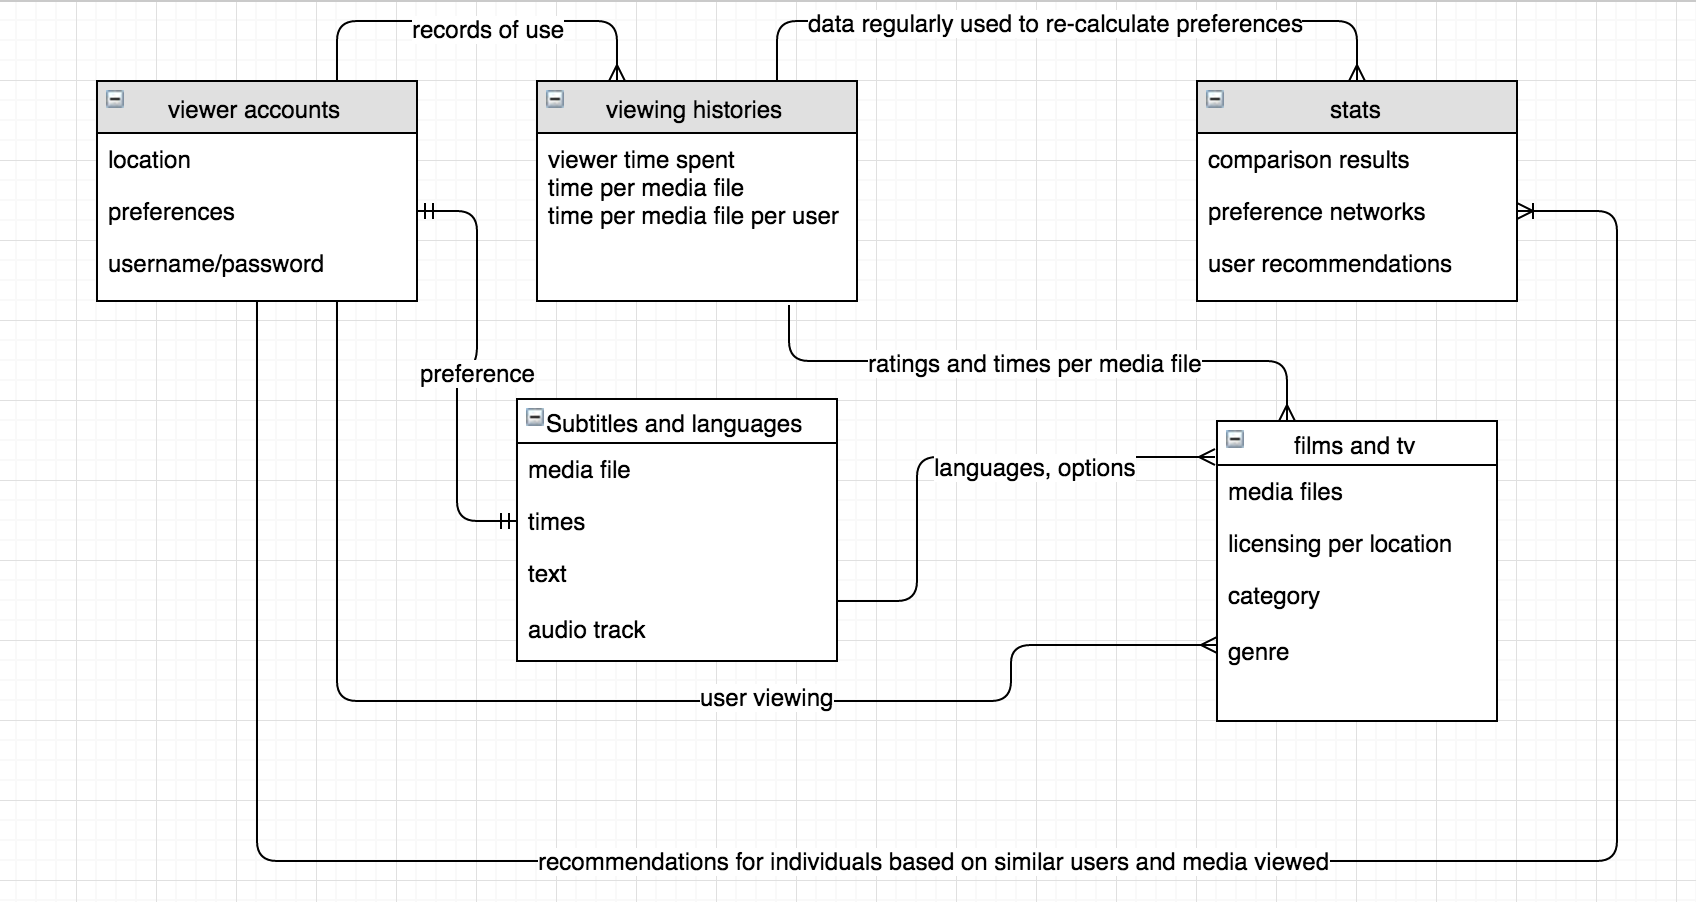 records of use
data regularly used to re-calculate preferences
viewer accounts
location
preferences
username/password
viewing histories
viewer time spent
time per media file
time per media file per user
stats
comparison results
preference networks
user recommendations
preference
ratings and times per media file
Subtitles and languages
media file
times
text
audio track
languages, options
films and tv
media files
licensing per location
category
genre
user viewing
recommendations for individuals based on similar users and media viewed